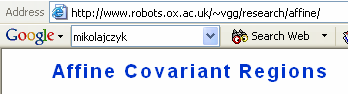 Address http://www.robots.ox.ac.uk/~vgg/research/affine/
Google mikolajczyk Search Web
Affine Covariant Regions